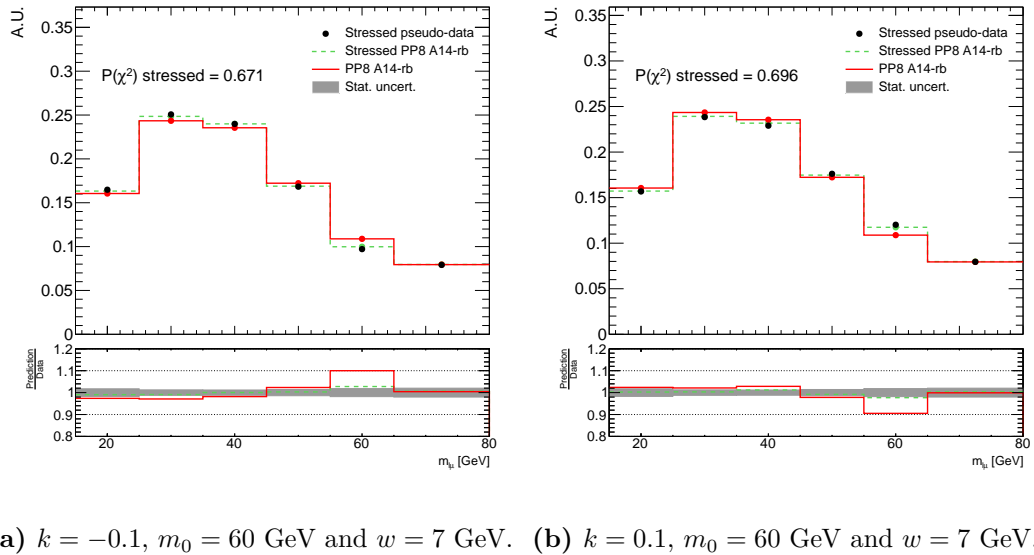 A.U.
0.35
0.3
0.25
0.2
0.15
0.1
0.05
0
Stressed pseudo-data
Stressed PP8 A14-rb
PP8 A14-rb
Stat. uncert.
P(χ²) stressed = 0.671
Prediction
Data
1.2
1.1
1
0.9
0.8
20 40 60 80
m_lμ [GeV]
A.U.
0.35
0.3
0.25
0.2
0.15
0.1
0.05
0
Stressed pseudo-data
Stressed PP8 A14-rb
PP8 A14-rb
Stat. uncert.
P(χ²) stressed = 0.696
Prediction
Data
1.2
1.1
1
0.9
0.8
20 40 60 80
m_lμ [GeV]
a) k = −0.1, m₀ = 60 GeV and w = 7 GeV. (b) k = 0.1, m₀ = 60 GeV and w = 7 GeV